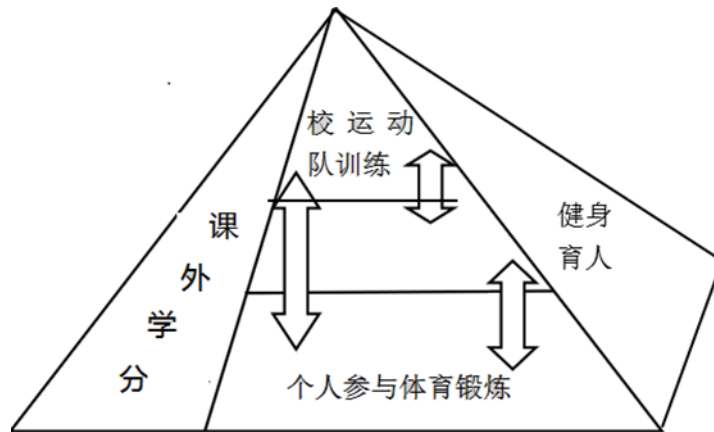 校运动
队训练
课外学分
健身
育人
个人参与体育锻炼